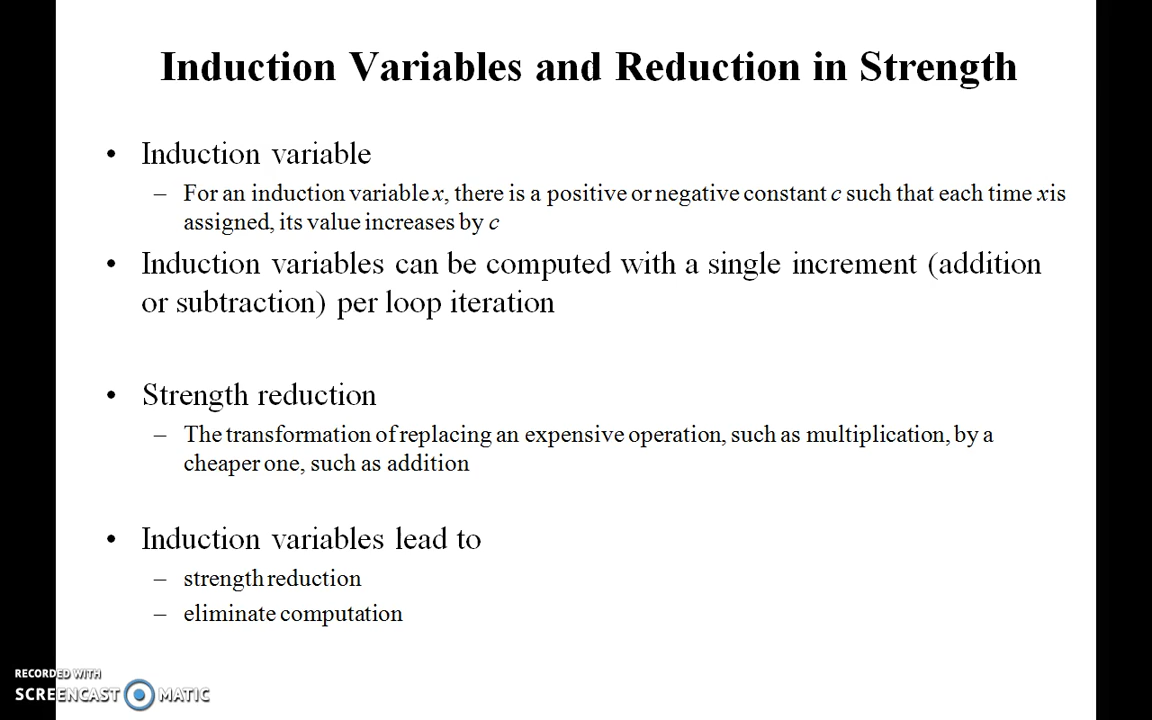 Induction Variables and Reduction in Strength
• Induction variable
– For an induction variable x, there is a positive or negative constant c such that each time x is
assigned, its value increases by c
• Induction variables can be computed with a single increment (addition
or subtraction) per loop iteration
• Strength reduction
– The transformation of replacing an expensive operation, such as multiplication, by a
cheaper one, such as addition
• Induction variables lead to
– strength reduction
– eliminate computation
RECORDED WITH
SCREENCAST MATIC